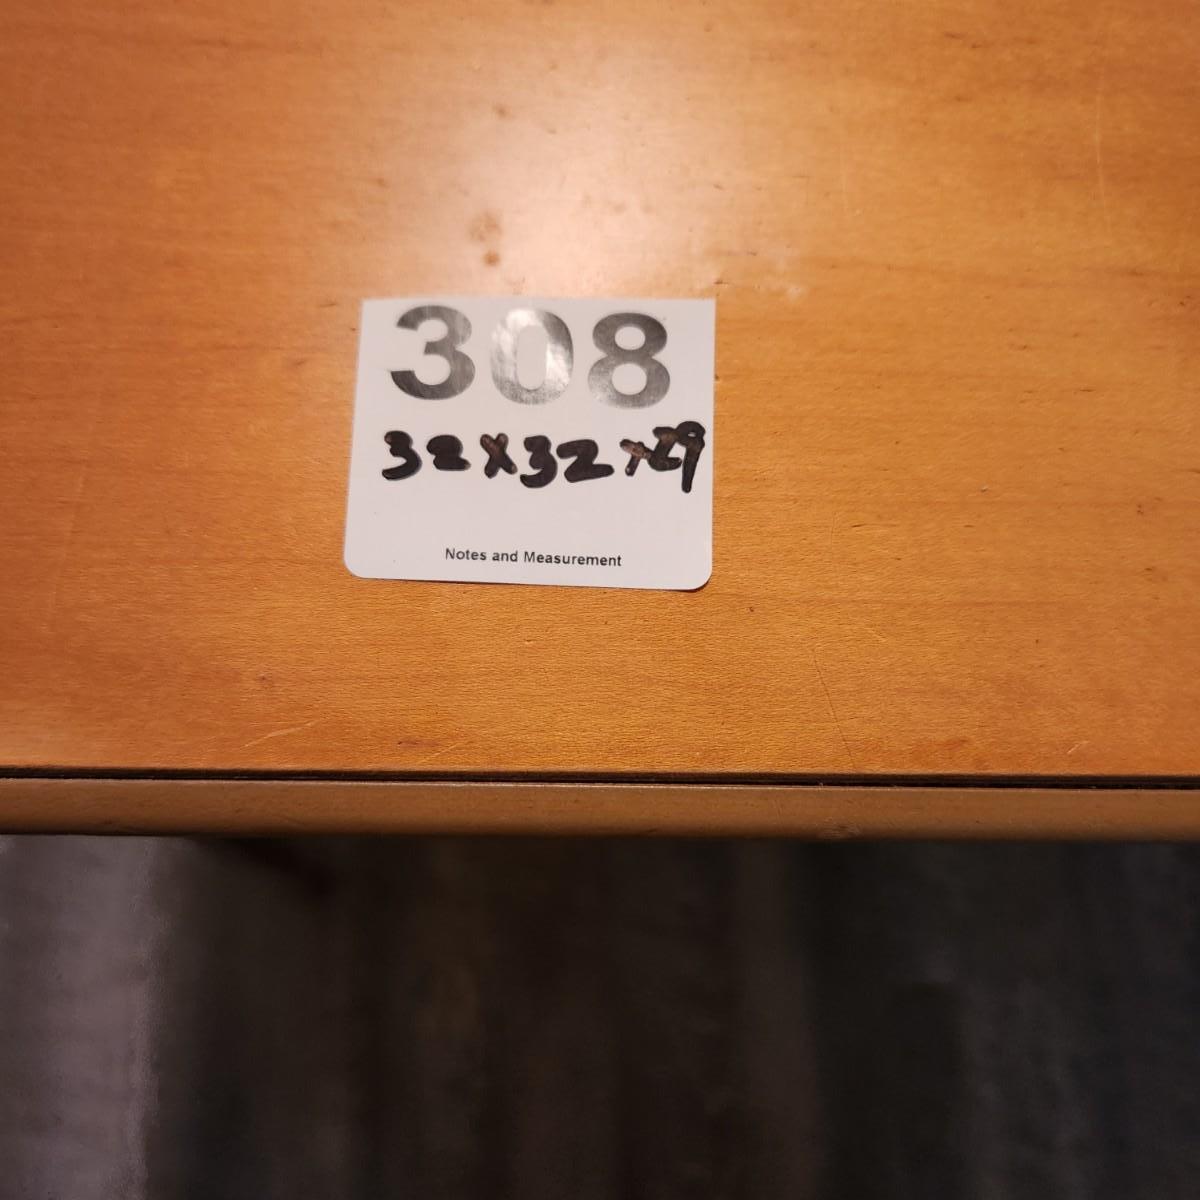 308
32x32x29
Notes and Measurement